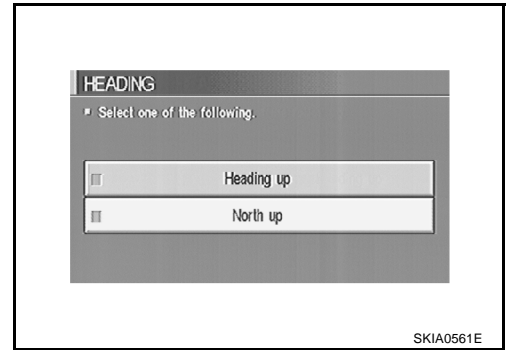 HEADING
Select one of the following.
Heading up
North up
SKIA0561E